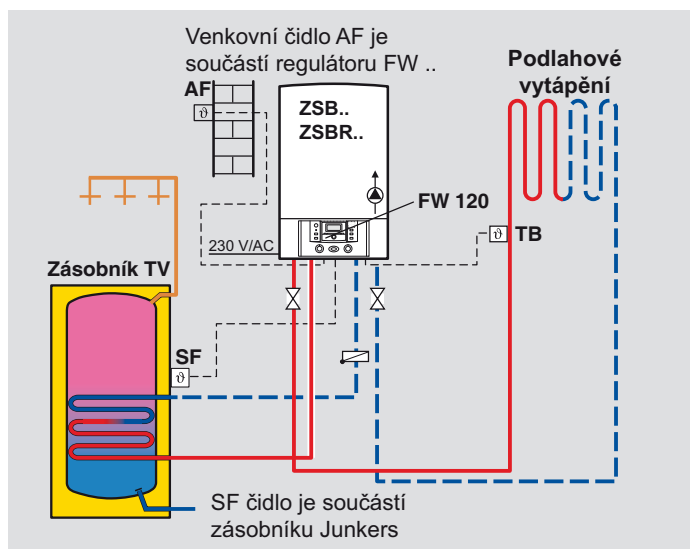 Venkovní čidlo AF je
součástí regulátoru FW ..
AF
ϑ
ZSB..
ZSBR..
Podlahové
vytápění
FW 120
230 V/AC
ϑ TB
Zásobník TV
SF
ϑ
SF čidlo je součástí
zásobníku Junkers